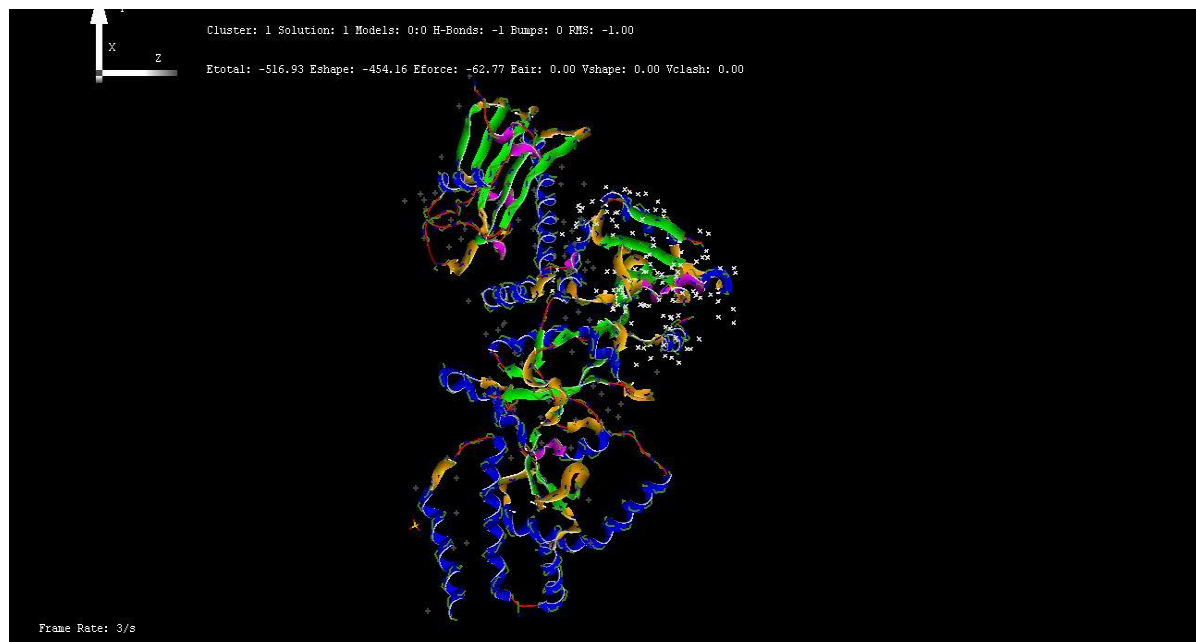 Cluster: 1 Solution: 1 Models: 0:0 H-Bonds: -1 Bumps: 0 RMS: -1.00
X
Z
Etotal: -516.93 Eshape: -454.16 Eforce: -62.77 Eair: 0.00 Vshape: 0.00 Vclash: 0.00
Frame Rate: 3/s